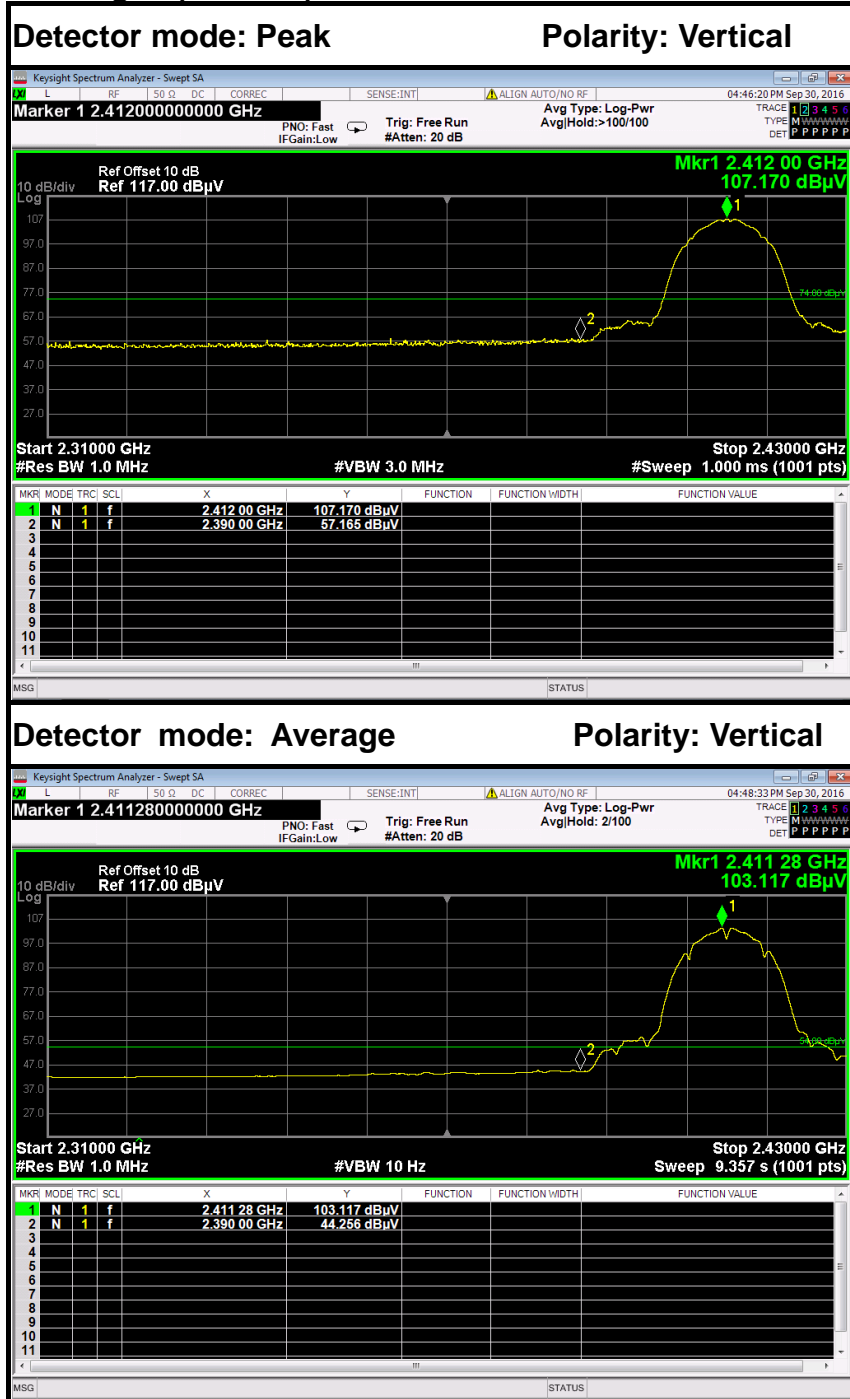 Detector mode: Peak Polarity: Vertical
Keysight Spectrum Analyzer - Swept SA
LXI L RF 50 Ω DC CORREC SENSE:INT ALIGN AUTO/NO RF 04:46:20 PM Sep 30, 2016
Marker 1 2.412000000000 GHz
PNO: Fast
IFGain:Low
Trig: Free Run
#Atten: 20 dB
Avg Type: Log-Pwr
Avg|Hold:>100/100
TRACE 1 2 3 4 5 6
TYPE M WWWWW
DET P P P P P P
Mkr1 2.412 00 GHz
107.170 dBµV
Ref Offset 10 dB
10 dB/div Ref 117.00 dBµV
Log
1
107
97.0
87.0
77.0
74.00 dBµV
67.0
2
57.0
47.0
37.0
27.0
Start 2.31000 GHz Stop 2.43000 GHz
#Res BW 1.0 MHz #VBW 3.0 MHz #Sweep 1.000 ms (1001 pts)
MKR MODE TRC SCL X Y FUNCTION FUNCTION WIDTH FUNCTION VALUE
1 N 1 f 2.412 00 GHz 107.170 dBµV
2 N 1 f 2.390 00 GHz 57.165 dBµV
3
4
5
6
7
8
9
10
11
MSG STATUS
Detector mode: Average Polarity: Vertical
Keysight Spectrum Analyzer - Swept SA
LXI L RF 50 Ω DC CORREC SENSE:INT ALIGN AUTO/NO RF 04:48:33 PM Sep 30, 2016
Marker 1 2.411280000000 GHz
PNO: Fast
IFGain:Low
Trig: Free Run
#Atten: 20 dB
Avg Type: Log-Pwr
Avg|Hold: 2/100
TRACE 1 2 3 4 5 6
TYPE M WWWWW
DET P P P P P P
Mkr1 2.411 28 GHz
103.117 dBµV
Ref Offset 10 dB
10 dB/div Ref 117.00 dBµV
Log
1
107
97.0
87.0
77.0
67.0
57.0
54.00 dBµV
2
47.0
37.0
27.0
Start 2.31000 GHz Stop 2.43000 GHz
#Res BW 1.0 MHz #VBW 10 Hz Sweep 9.357 s (1001 pts)
MKR MODE TRC SCL X Y FUNCTION FUNCTION WIDTH FUNCTION VALUE
1 N 1 f 2.411 28 GHz 103.117 dBµV
2 N 1 f 2.390 00 GHz 44.256 dBµV
3
4
5
6
7
8
9
10
11
MSG STATUS